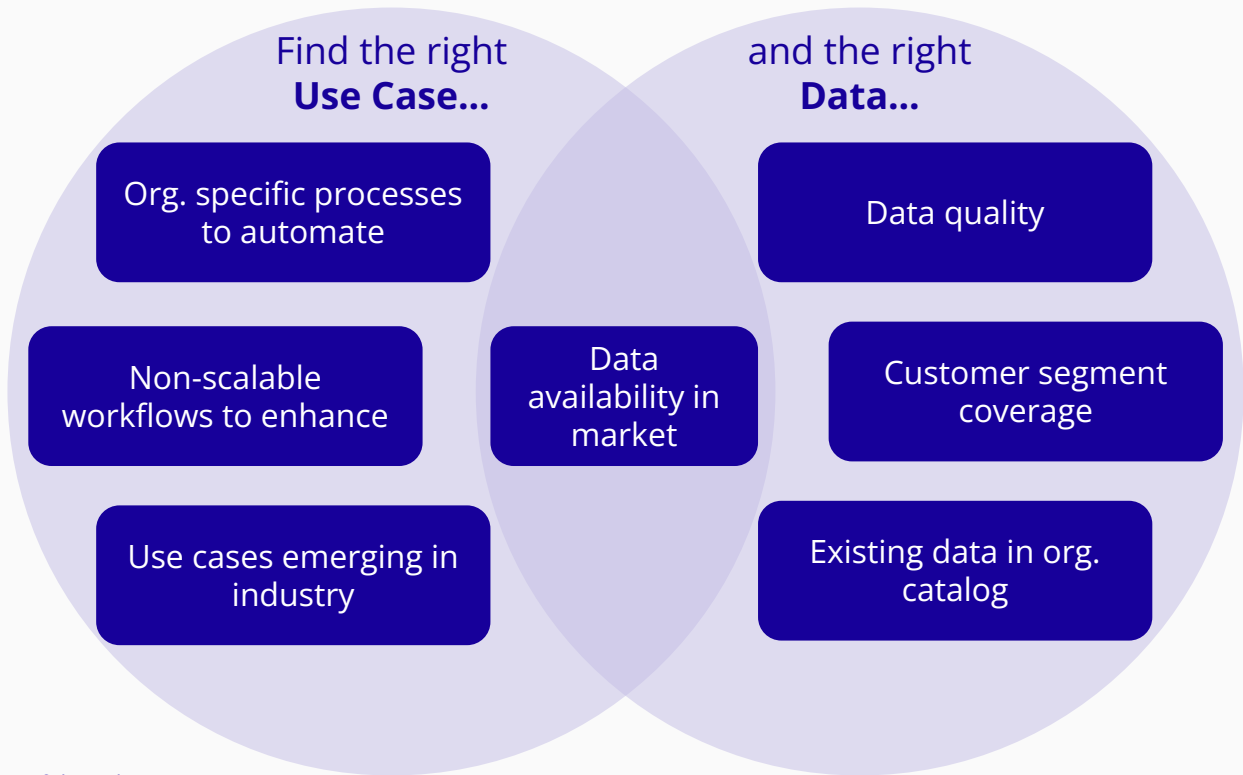 Find the right
Use Case...
and the right
Data...
Org. specific processes
to automate
Data quality
Non-scalable
workflows to enhance
Data
availability in
market
Customer segment
coverage
Use cases emerging in
industry
Existing data in org.
catalog